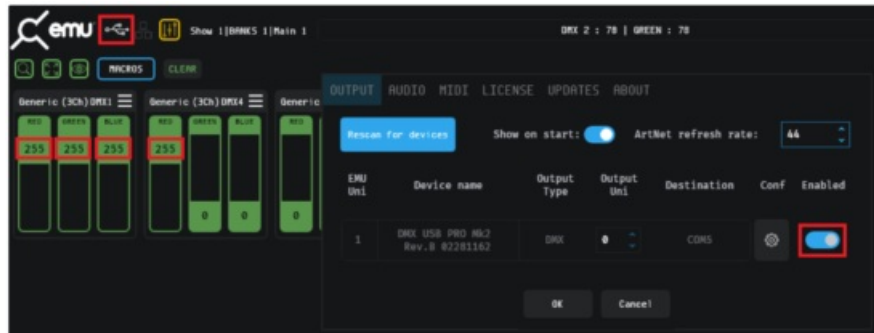 emu Show 1|BANKS 1|Main 1 DMX 2 : 78 | GREEN : 78
MACROS CLEAR
OUTPUT AUDIO MIDI LICENSE UPDATES ABOUT
Generic (3Ch) DMX1 Generic (3Ch) DMX4 Generic
RED GREEN BLUE RED GREEN BLUE RED
255 255 255 255
Rescan for devices Show on start: ArtNet refresh rate: 44
EMU Uni Device name Output Type Output Uni Destination Conf Enabled
0 0 0
1 DMX USB PRO Mk2 DMX 0 COM5
Rev.8 02281162
OK Cancel